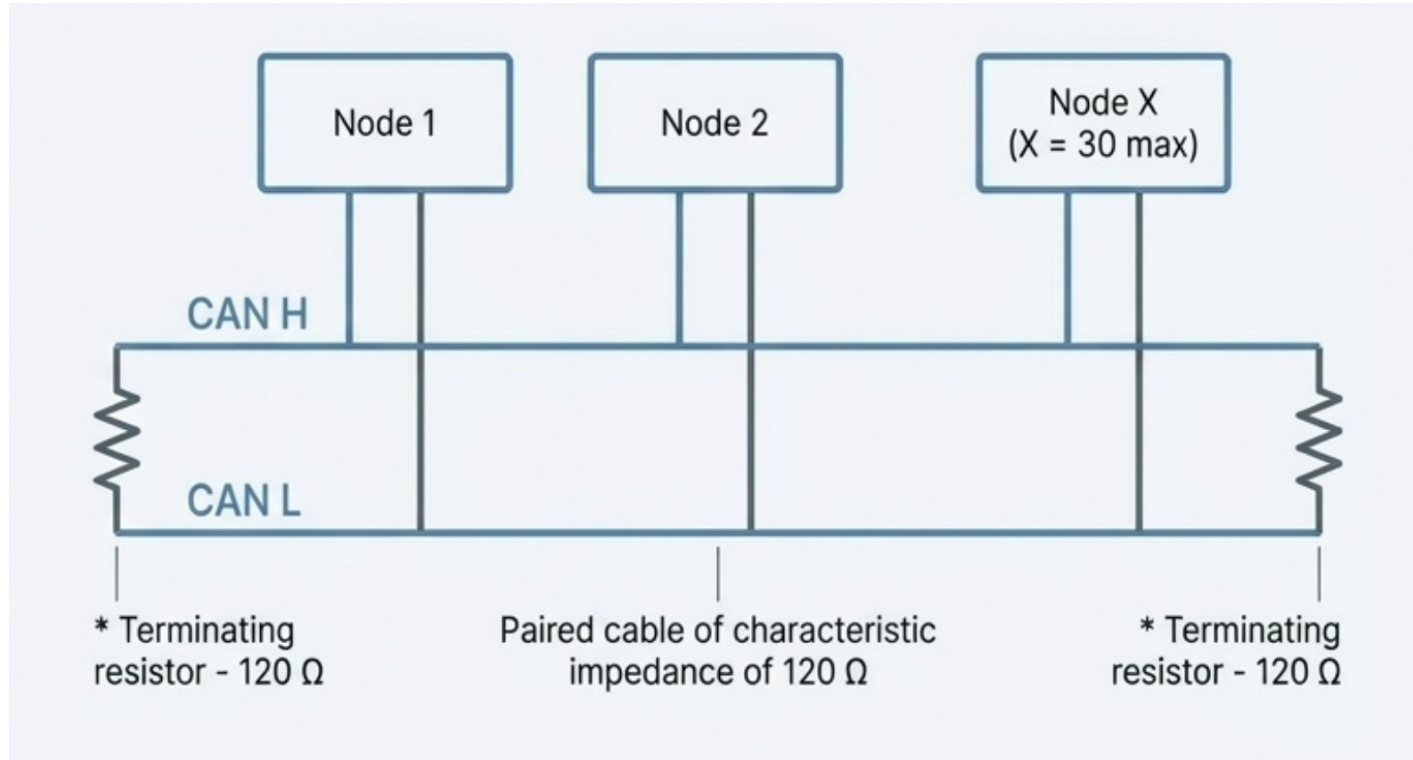 Node 1
Node 2
Node X
(X = 30 max)
CAN H
CAN L
* Terminating
resistor - 120 Ω
Paired cable of characteristic
impedance of 120 Ω
* Terminating
resistor - 120 Ω